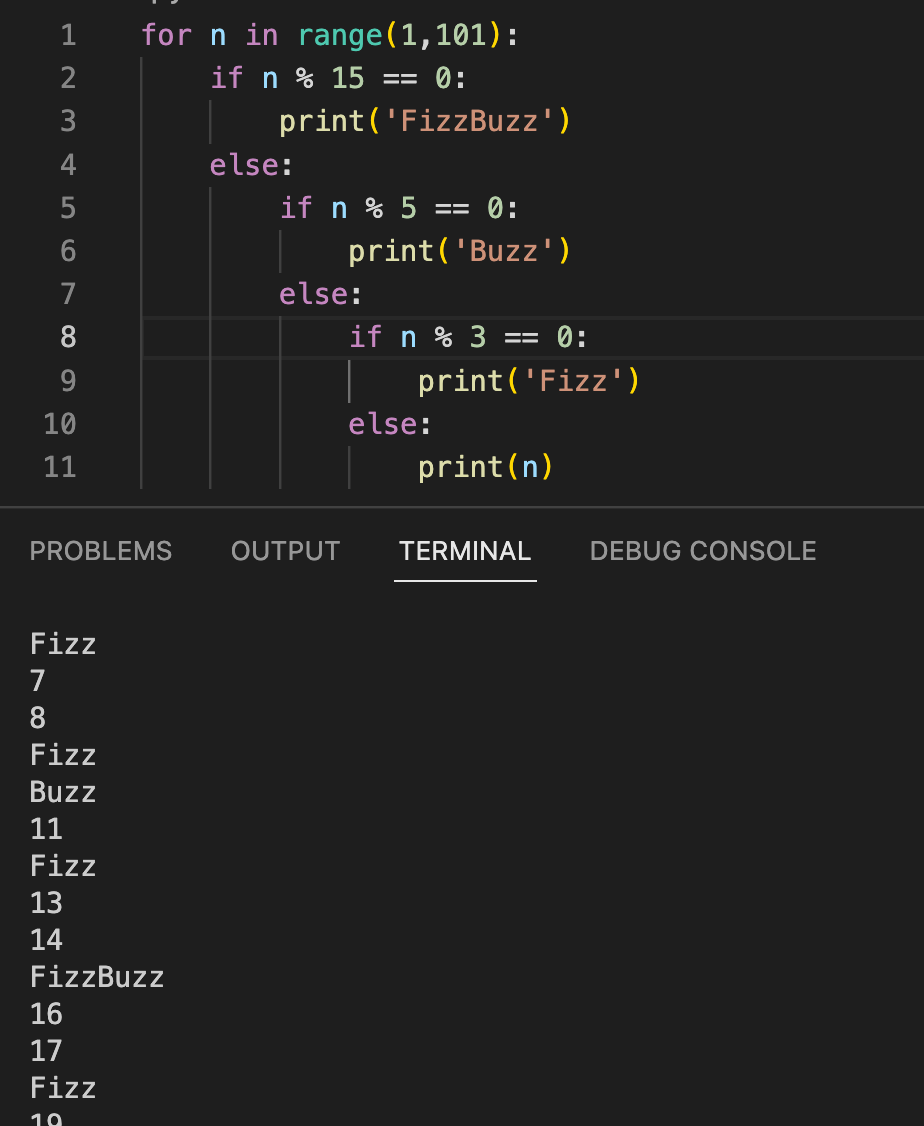 1 for n in range(1,101):
2     if n % 15 == 0:
3         print('FizzBuzz')
4     else:
5         if n % 5 == 0:
6             print('Buzz')
7         else:
8             if n % 3 == 0:
9                 print('Fizz')
10             else:
11                 print(n)
PROBLEMS OUTPUT TERMINAL DEBUG CONSOLE
Fizz
7
8
Fizz
Buzz
11
Fizz
13
14
FizzBuzz
16
17
Fizz
19